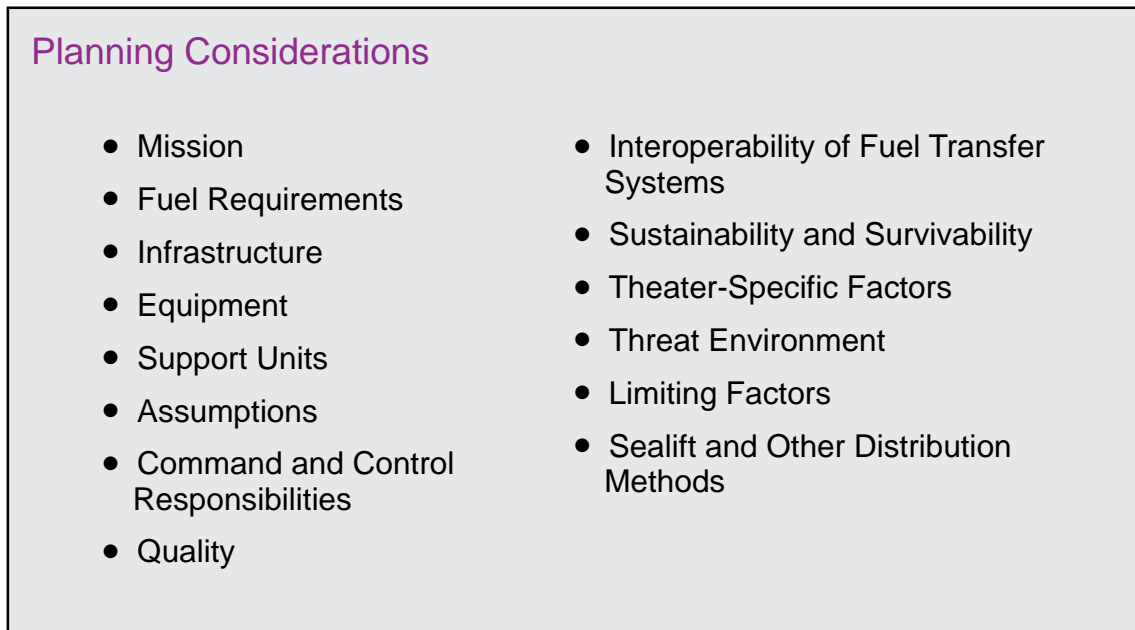 Planning Considerations
• Mission
• Fuel Requirements
• Infrastructure
• Equipment
• Support Units
• Assumptions
• Command and Control
Responsibilities
• Quality
• Interoperability of Fuel Transfer
Systems
• Sustainability and Survivability
• Theater-Specific Factors
• Threat Environment
• Limiting Factors
• Sealift and Other Distribution
Methods